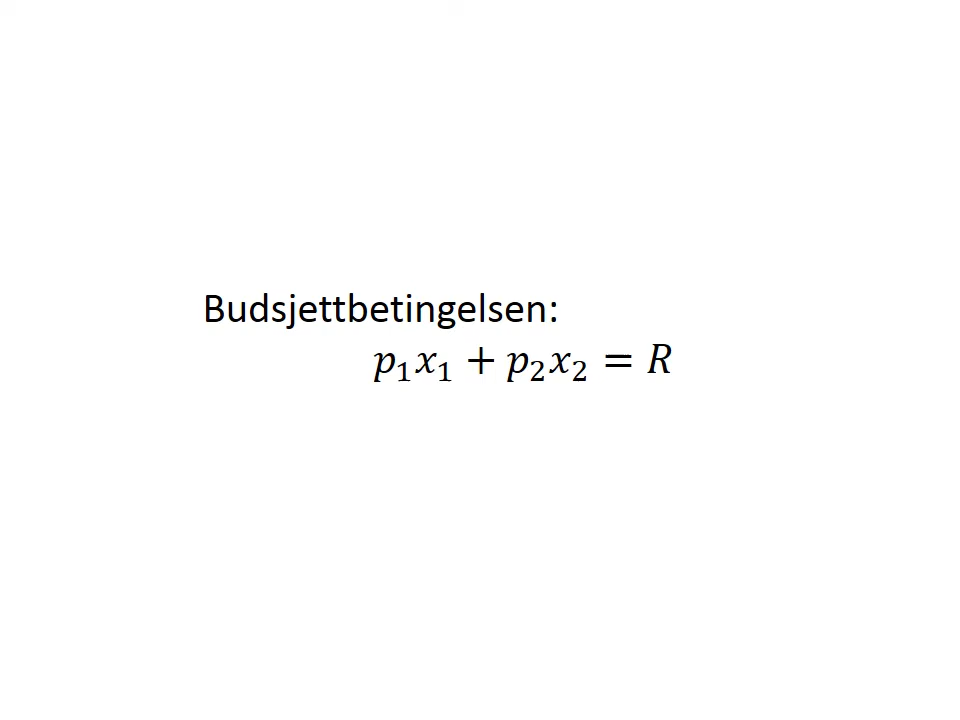 Budsjettbetingelsen:
𝑝₁𝑥₁ + 𝑝₂𝑥₂ = 𝑅